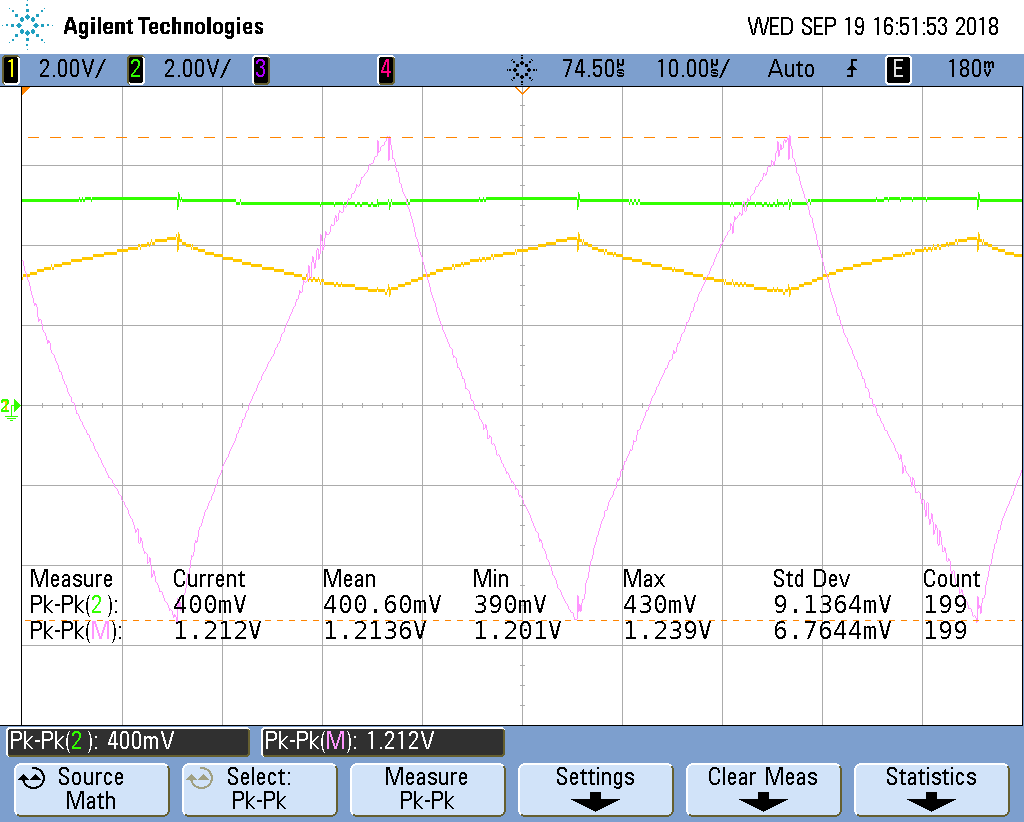 Agilent Technologies
WED SEP 19 16:51:53 2018
1 2.00V/ 2 2.00V/ 3 4 74.50µs 10.00µs/ Auto E 180mV
2
Measure Current Mean Min Max Std Dev Count
Pk-Pk(2 ): 400mV 400.60mV 390mV 430mV 9.1364mV 199
Pk-Pk(M): 1.212V 1.2136V 1.201V 1.239V 6.7644mV 199
Pk-Pk(2 ): 400mV Pk-Pk(M): 1.212V
Source Select: Measure Settings Clear Meas Statistics
Math Pk-Pk Pk-Pk